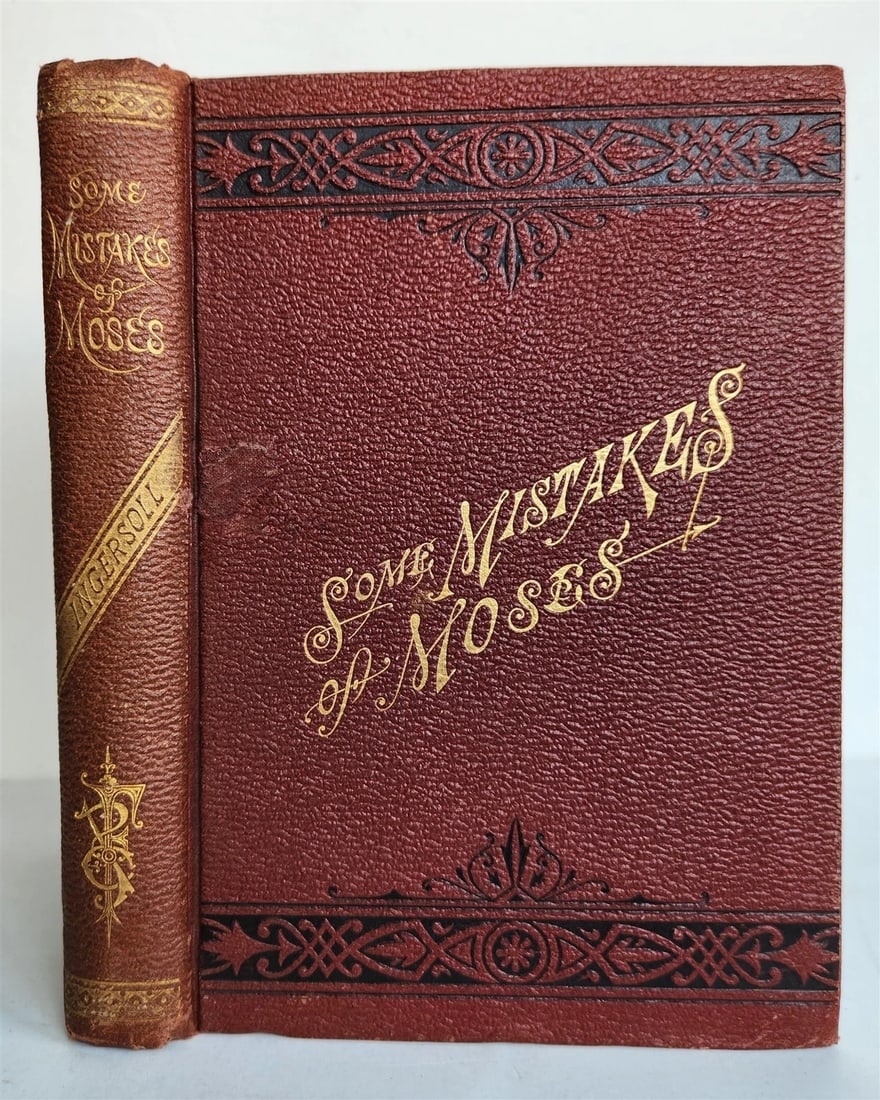 SOME
MISTAKES
of
MOSES
INGERSOLL
SOME MISTAKES
OF MOSES